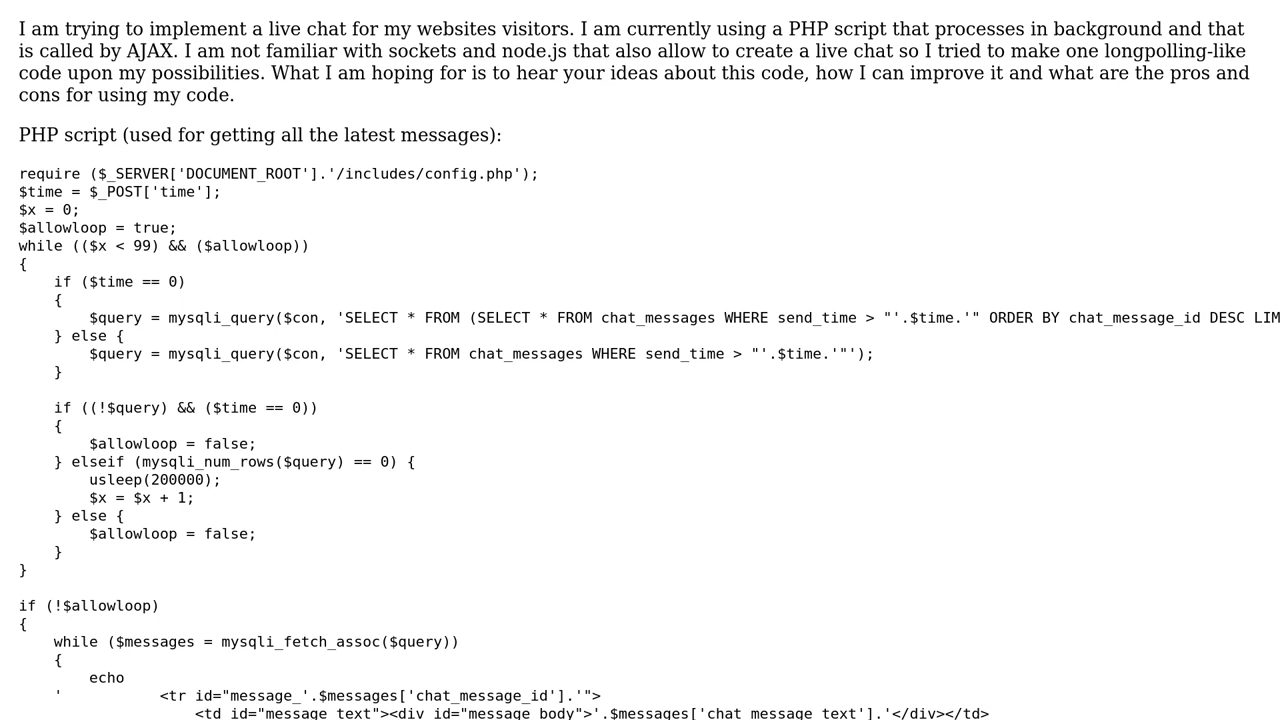 I am trying to implement a live chat for my websites visitors. I am currently using a PHP script that processes in background and that
is called by AJAX. I am not familiar with sockets and node.js that also allow to create a live chat so I tried to make one longpolling-like
code upon my possibilities. What I am hoping for is to hear your ideas about this code, how I can improve it and what are the pros and
cons for using my code.
PHP script (used for getting all the latest messages):
require ($_SERVER['DOCUMENT_ROOT'].'/includes/config.php');
$time = $_POST['time'];
$x = 0;
$allowloop = true;
while (($x < 99) && ($allowloop))
{
    if ($time == 0)
    {
        $query = mysqli_query($con, 'SELECT * FROM (SELECT * FROM chat_messages WHERE send_time > "'.$time.'" ORDER BY chat_message_id DESC LIM
    } else {
        $query = mysqli_query($con, 'SELECT * FROM chat_messages WHERE send_time > "'.$time.'"');
    }
    if ((!$query) && ($time == 0))
    {
        $allowloop = false;
    } elseif (mysqli_num_rows($query) == 0) {
        usleep(200000);
        $x = $x + 1;
    } else {
        $allowloop = false;
    }
}
if (!$allowloop)
{
    while ($messages = mysqli_fetch_assoc($query))
    {
        echo
    '           <tr id="message_'.$messages['chat_message_id'].'">
                    <td id="message_text"><div id="message_body">'.$messages['chat_message_text'].'</div></td>